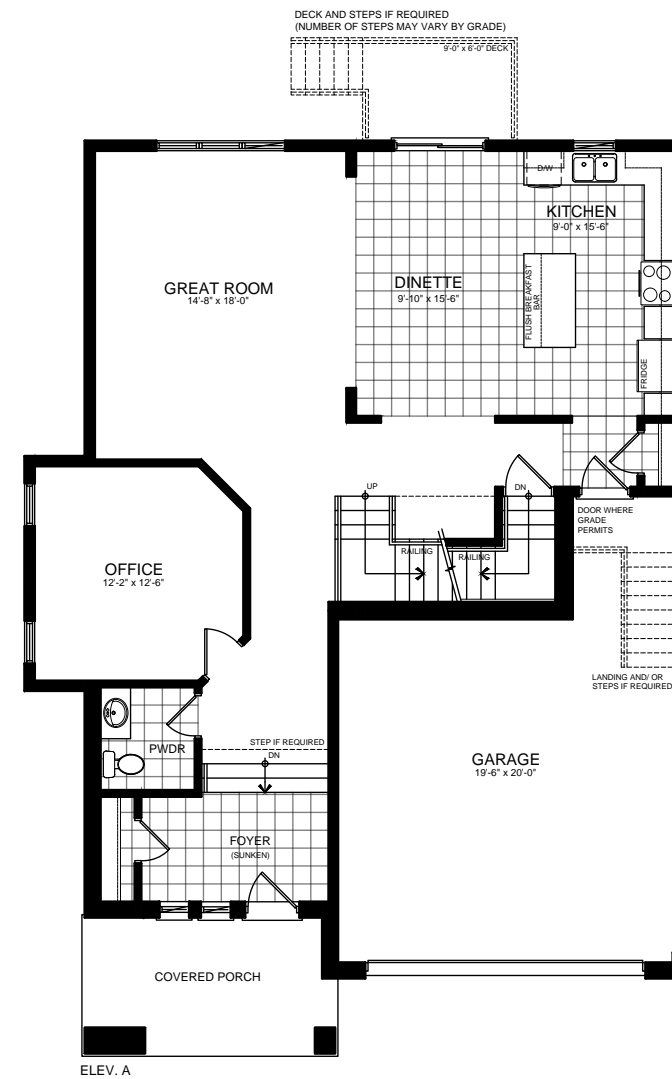 DECK AND STEPS IF REQUIRED
(NUMBER OF STEPS MAY VARY BY GRADE)
9'-0" x 6'-0" DECK
D/W
KITCHEN
9'-0" x 15'-6"
GREAT ROOM
14'-8" x 18'-0"
DINETTE
9'-10" x 15'-6"
FLUSH BREAKFAST
BAR
FRIDGE
UP
DN
DOOR WHERE
GRADE
PERMITS
RAILING
RAILING
OFFICE
12'-2" x 12'-6"
LANDING AND/ OR
STEPS IF REQUIRED
PWDR
STEP IF REQUIRED
DN
GARAGE
19'-6" x 20'-0"
FOYER
(SUNKEN)
COVERED PORCH
ELEV. A